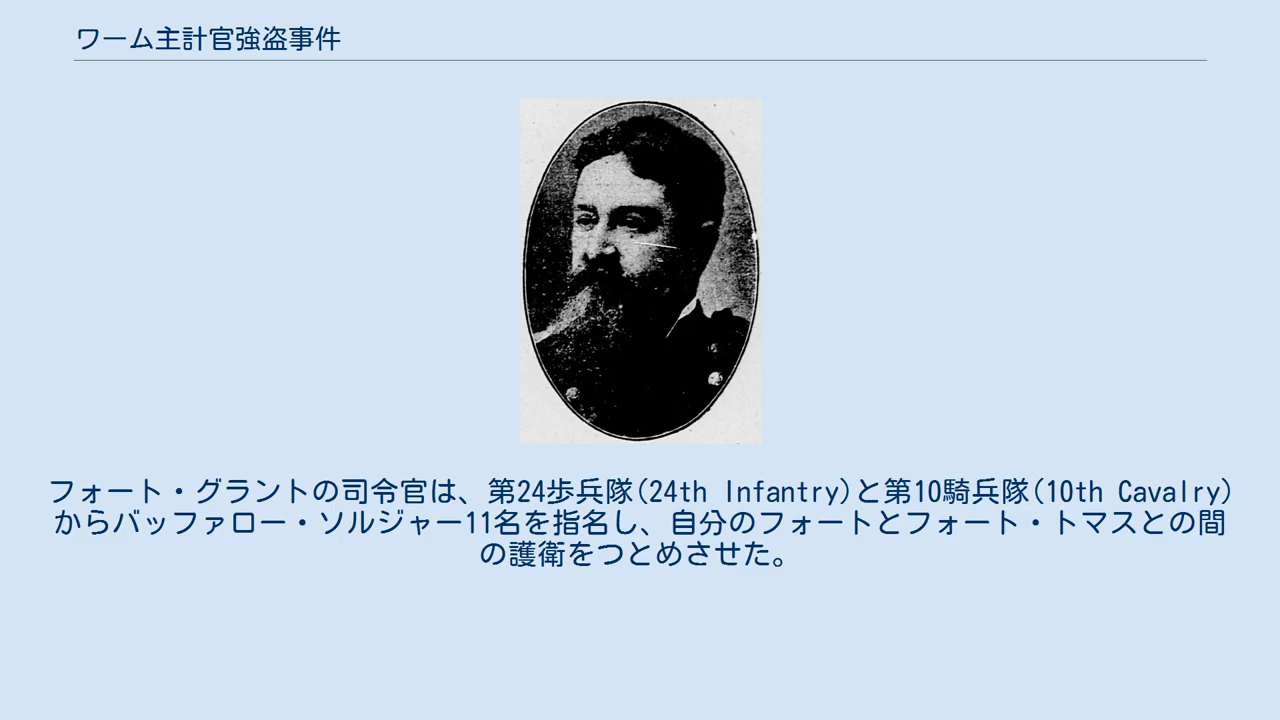 ワーム主計官強盗事件
フォート・グラントの司令官は、第24歩兵隊(24th Infantry)と第10騎兵隊(10th Cavalry)
からバッファロー・ソルジャー11名を指名し、自分のフォートとフォート・トマスとの間
の護衛をつとめさせた。